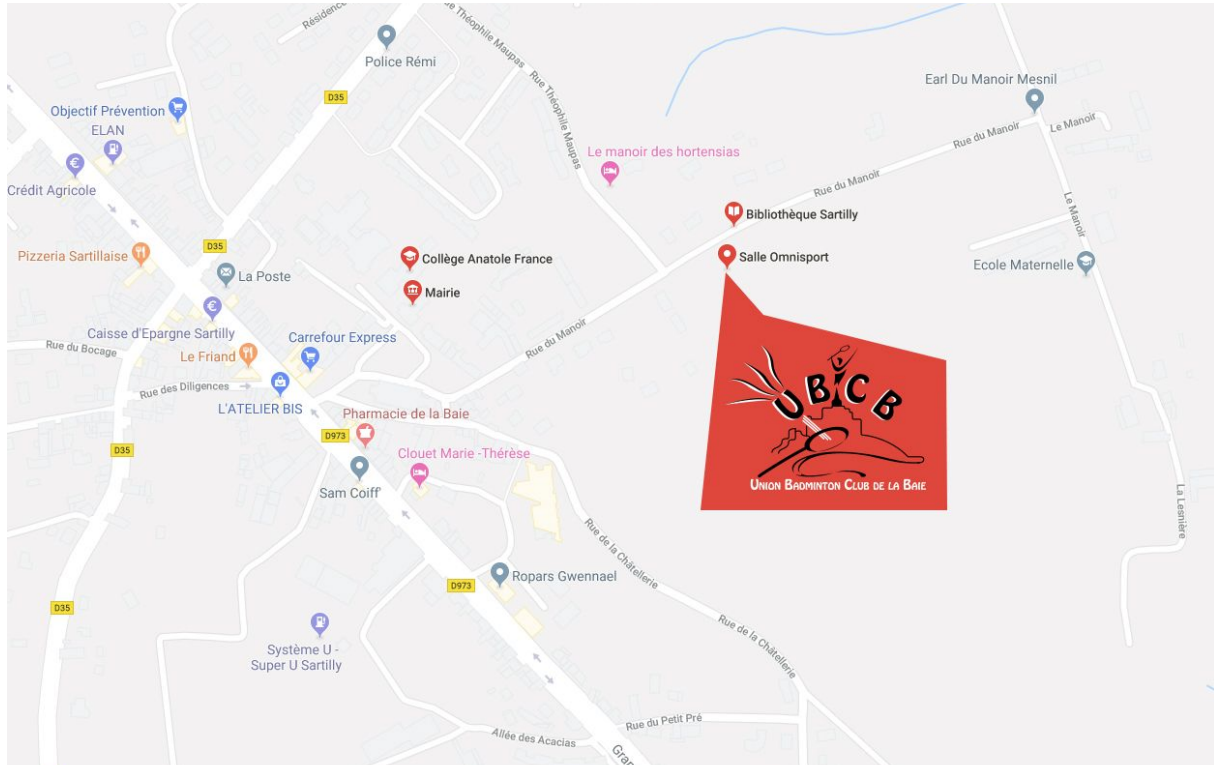 Résidence
Rue Théophile Maupas
Police Rémi
Rue Théophile Maupas
Earl Du Manoir Mesnil
D35
Objectif Prévention
ELAN
Le Manoir
Rue du Manoir
Le manoir des hortensias
Crédit Agricole
Rue du Manoir
Bibliothèque Sartilly
Le Manoir
D35
Pizzeria Sartillaise
Collège Anatole France
Salle Omnisport
Ecole Maternelle
La Poste
Mairie
Caisse d'Epargne Sartilly
Carrefour Express
Rue du Manoir
Rue du Bocage
Le Friand
Rue des Diligences
L'ATELIER BIS
UBCB
Pharmacie de la Baie
D973
D35
Clouet Marie -Thérèse
UNION BADMINTON CLUB DE LA BAIE
Sam Coiff'
La Lesnière
Rue de la Châtellerie
Ropars Gwennael
D973
D35
Système U -
Super U Sartilly
Rue de la Châtellerie
Rue du Petit Pré
Allée des Acacias